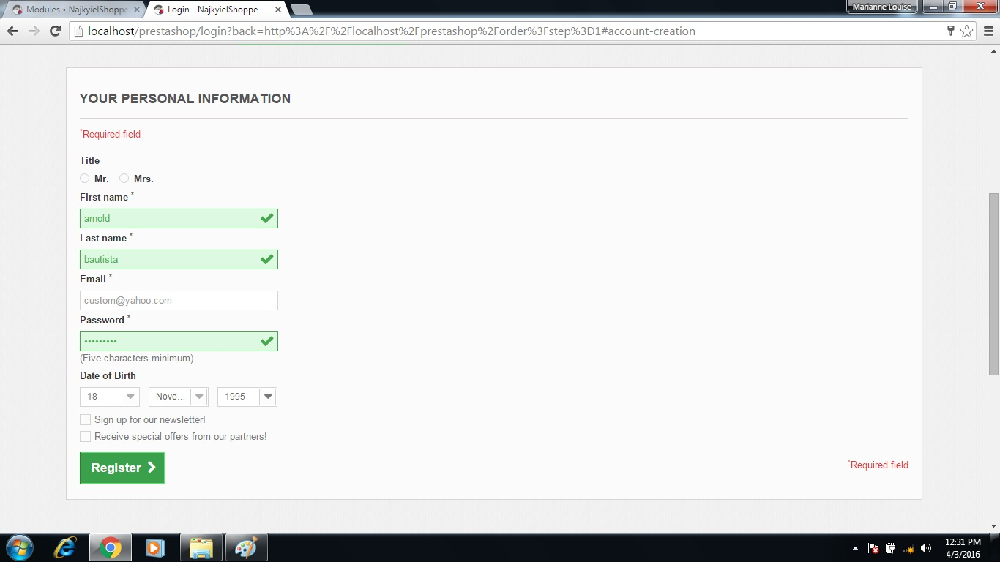 Modules • NajkyielShoppe
Login - NajkyielShoppe
Marianne Louise
localhost/prestashop/login?back=http%3A%2F%2Flocalhost%2Fprestashop%2Forder%3Fstep%3D1#account-creation
YOUR PERSONAL INFORMATION
*Required field
Title
Mr. Mrs.
First name *
arnold
Last name *
bautista
Email *
custom@yahoo.com
Password *
•••••••••
(Five characters minimum)
Date of Birth
18 Nove... 1995
Sign up for our newsletter!
Receive special offers from our partners!
Register
*Required field
12:31 PM
4/3/2016